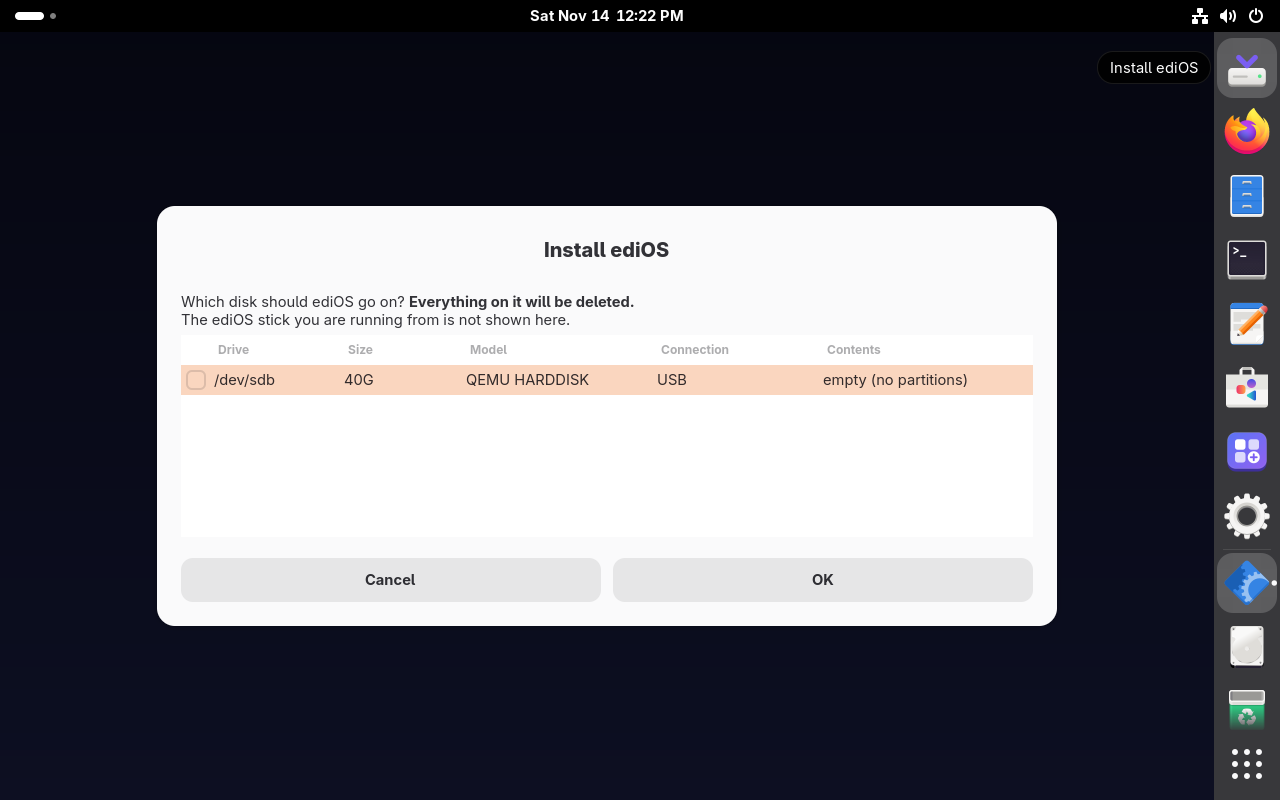 Sat Nov 14 12:22 PM
Install ediOS
Install ediOS
Which disk should ediOS go on? Everything on it will be deleted.
The ediOS stick you are running from is not shown here.
Drive Size Model Connection Contents
/dev/sdb 40G QEMU HARDDISK USB empty (no partitions)
Cancel OK
>_